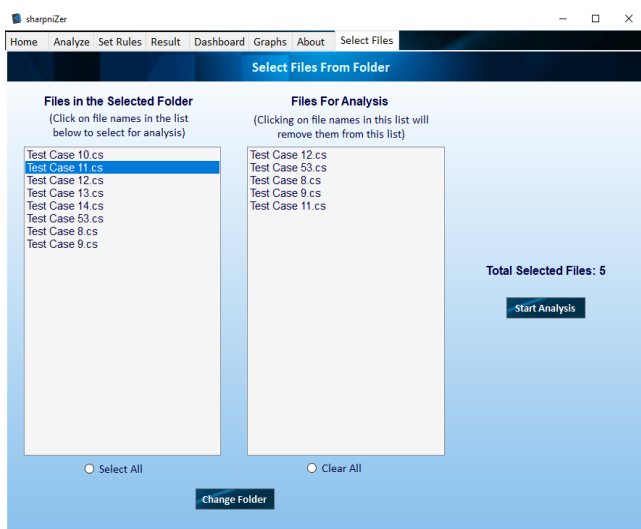 sharpniZer
Home Analyze Set Rules Result Dashboard Graphs About Select Files
Select Files From Folder
Files in the Selected Folder
(Click on file names in the list
below to select for analysis)
Test Case 10.cs
Test Case 11.cs
Test Case 12.cs
Test Case 13.cs
Test Case 14.cs
Test Case 53.cs
Test Case 8.cs
Test Case 9.cs
Select All
Files For Analysis
(Clicking on file names in this list will
remove them from this list)
Test Case 12.cs
Test Case 53.cs
Test Case 8.cs
Test Case 9.cs
Test Case 11.cs
Clear All
Total Selected Files: 5
Start Analysis
Change Folder